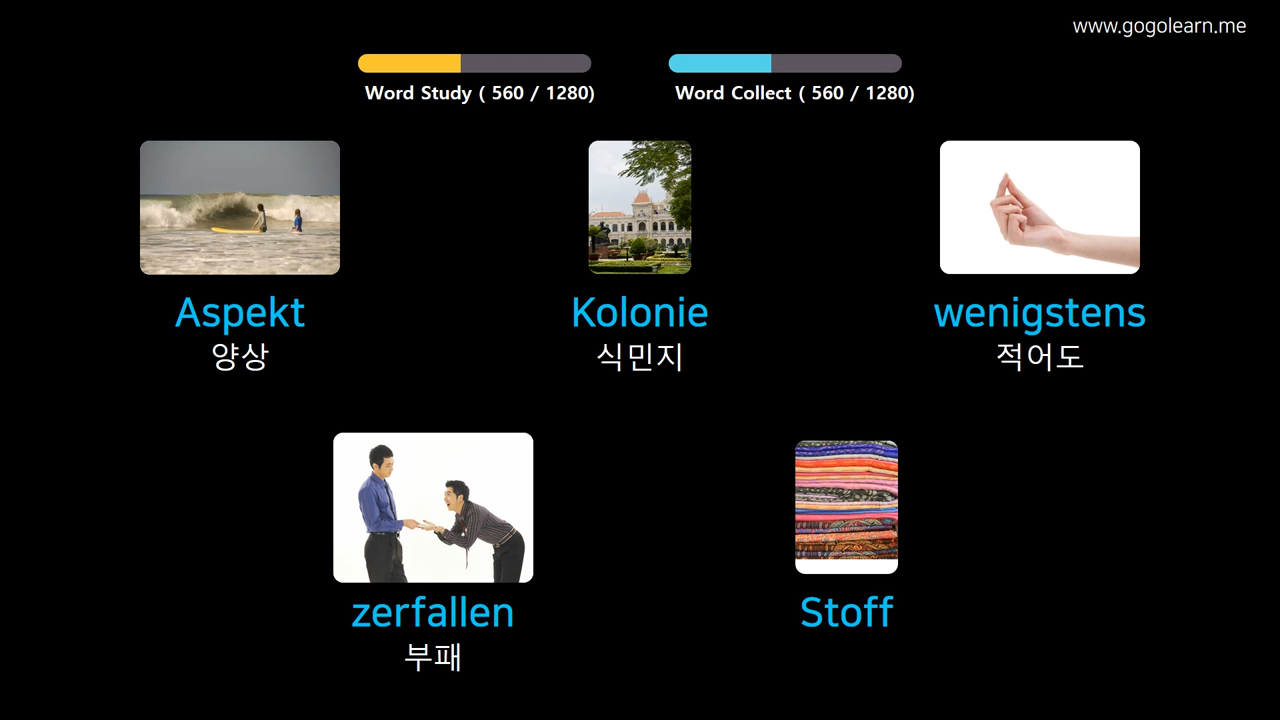 www.gogolearn.me
Word Study ( 560 / 1280)
Word Collect ( 560 / 1280)
Aspekt
양상
Kolonie
식민지
wenigstens
적어도
zerfallen
부패
Stoff